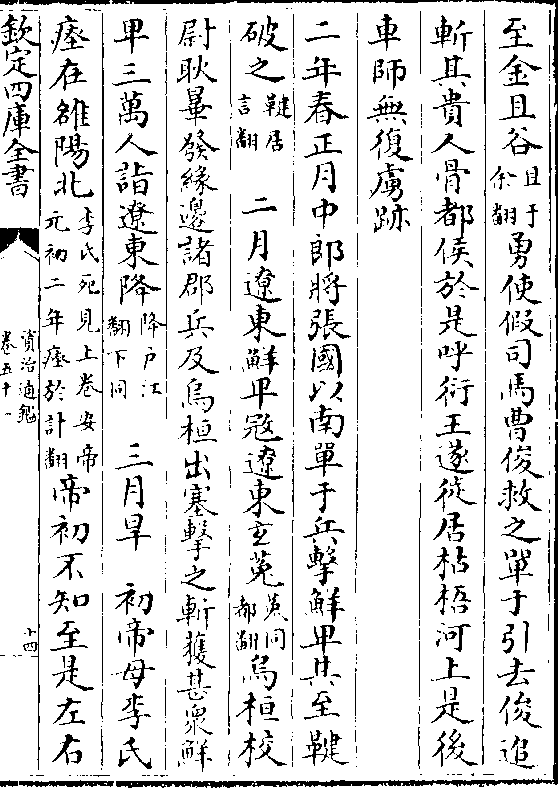 至金且谷且于余翻勇使假司馬曹俊救之單于引去俊追
斬其貴人骨都侯於是呼衍王遂徙居枯梧河上是後
車師無復虜跡
二年春正月中郎將張國以南單于兵擊鮮卑其至鞬
破之鞬居言翻　二月遼東鮮卑冦遼東玄菟菟同都翻烏桓校
尉耿曅發緣邊諸郡兵及烏桓出塞擊之斬獲甚衆鮮
卑三萬人詣遼東降降户江翻下同　三月旱　初帝母李氏
瘞在雒陽北李氏死見上卷安帝元初二年瘞於計翻帝初不知至是左右
欽定四庫全書
資治通鑑
卷五十一
十四